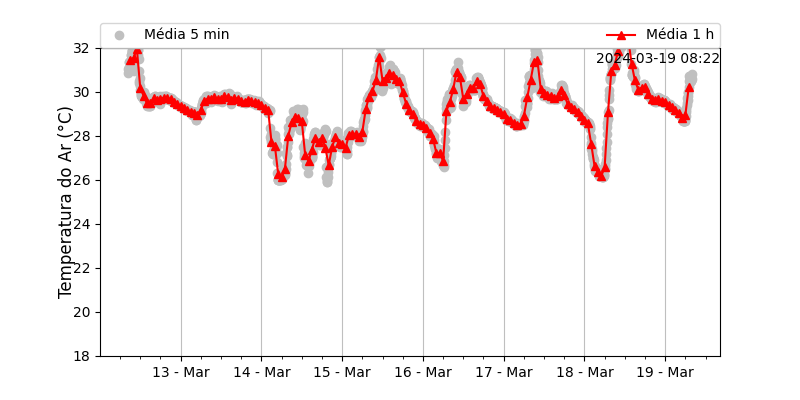 Média 5 min
Média 1 h
2024-03-19 08:22
Temperatura do Ar (°C)
32
30
28
26
24
22
20
18
13 - Mar
14 - Mar
15 - Mar
16 - Mar
17 - Mar
18 - Mar
19 - Mar